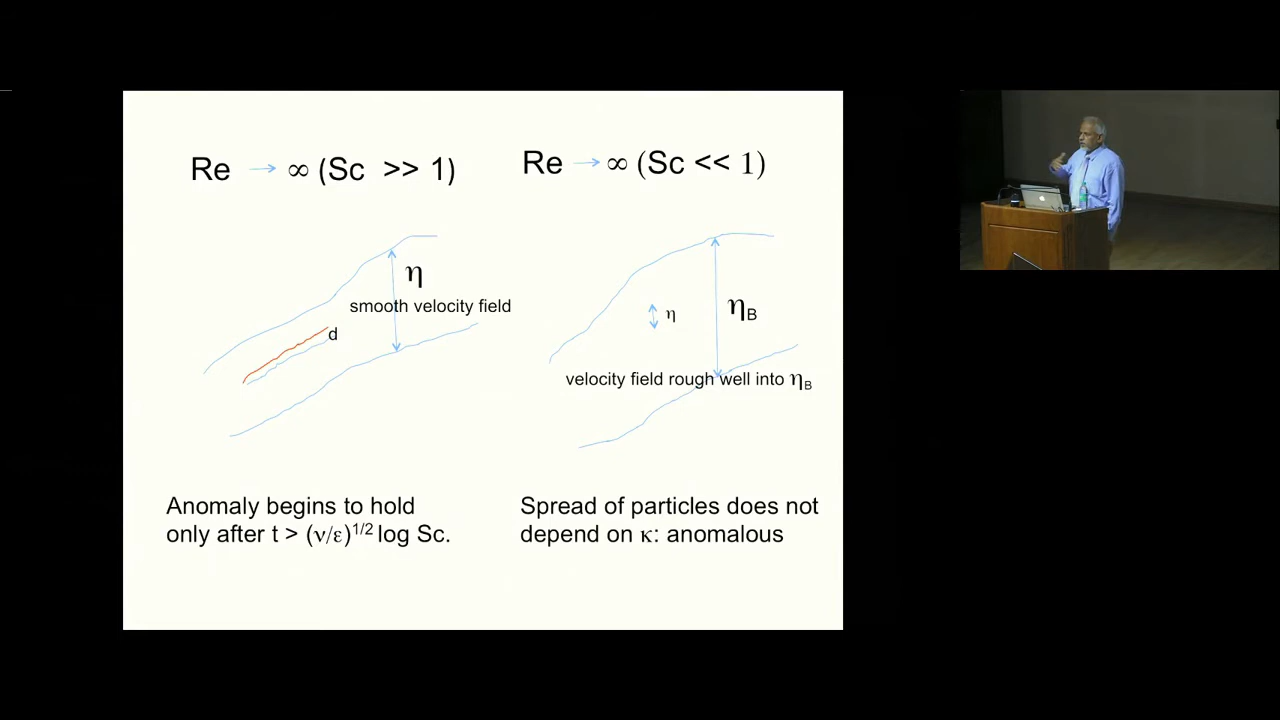 Re → ∞ (Sc >> 1)
η
smooth velocity field
d
Anomaly begins to hold
only after t > (ν/ε)^1/2 log Sc.
Re → ∞ (Sc << 1)
η
η_B
velocity field rough well into η_B
Spread of particles does not
depend on κ: anomalous